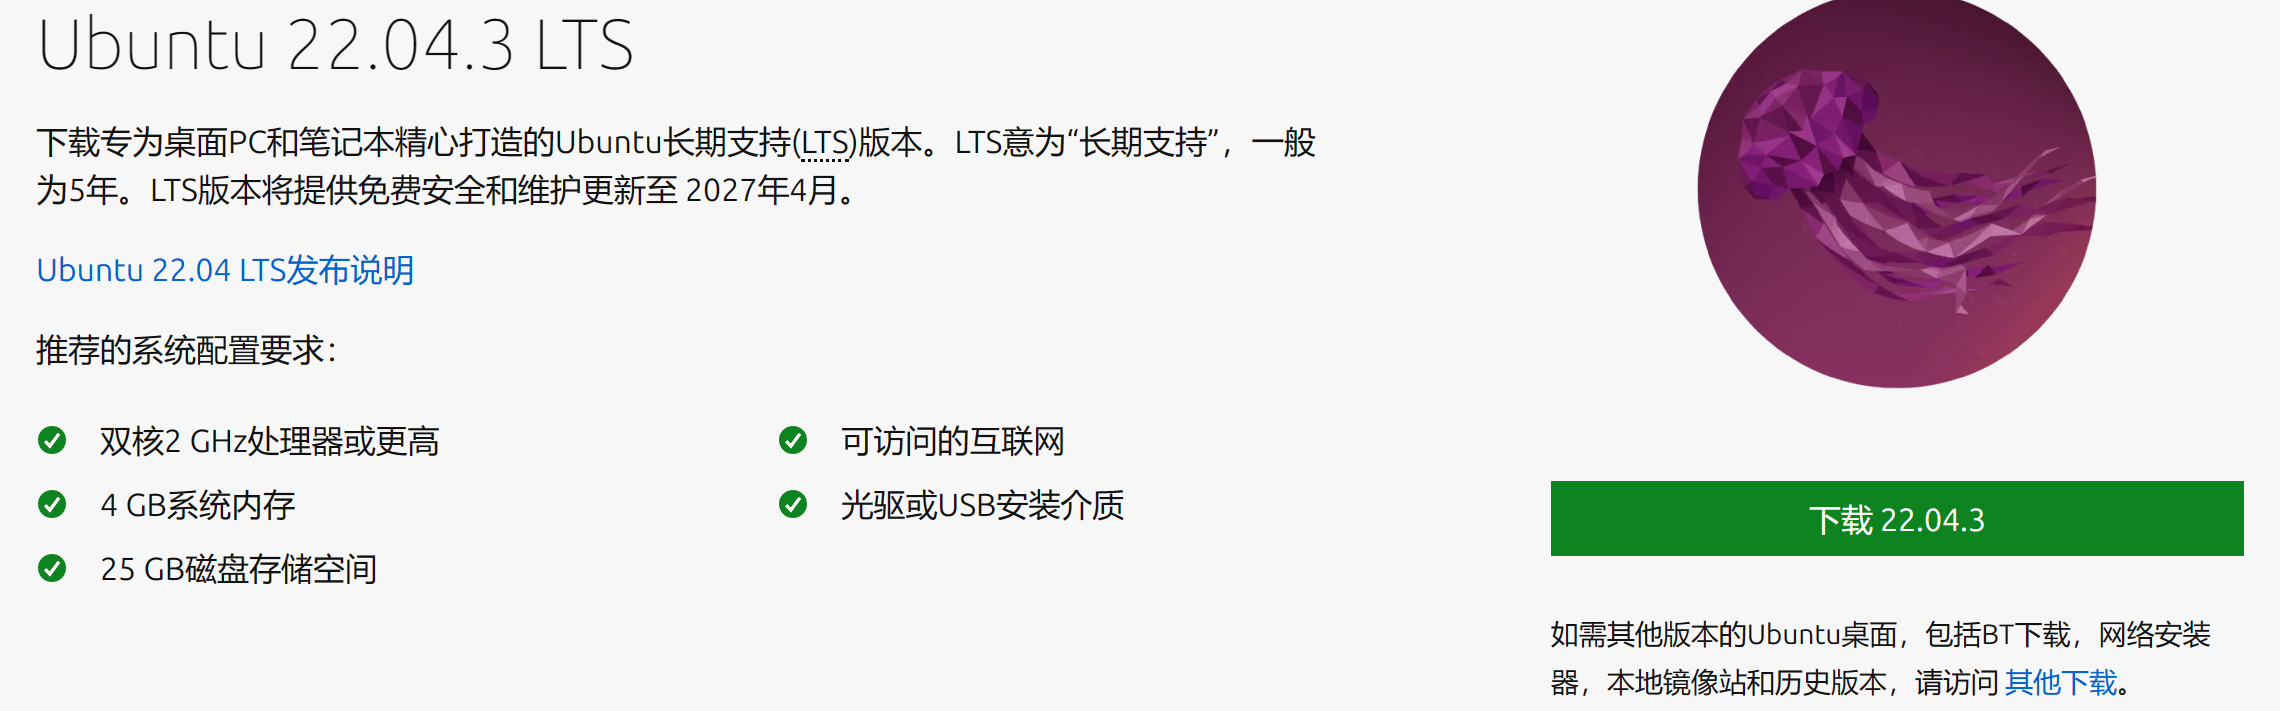 Ubuntu 22.04.3 LTS
下载专为桌面PC和笔记本精心打造的Ubuntu长期支持(LTS)版本。LTS意为“长期支持”，一般
为5年。LTS版本将提供免费安全和维护更新至 2027年4月。
Ubuntu 22.04 LTS发布说明
推荐的系统配置要求：
双核2 GHz处理器或更高
4 GB系统内存
25 GB磁盘存储空间
可访问的互联网
光驱或USB安装介质
下载 22.04.3
如需其他版本的Ubuntu桌面，包括BT下载，网络安装
器，本地镜像站和历史版本，请访问 其他下载。